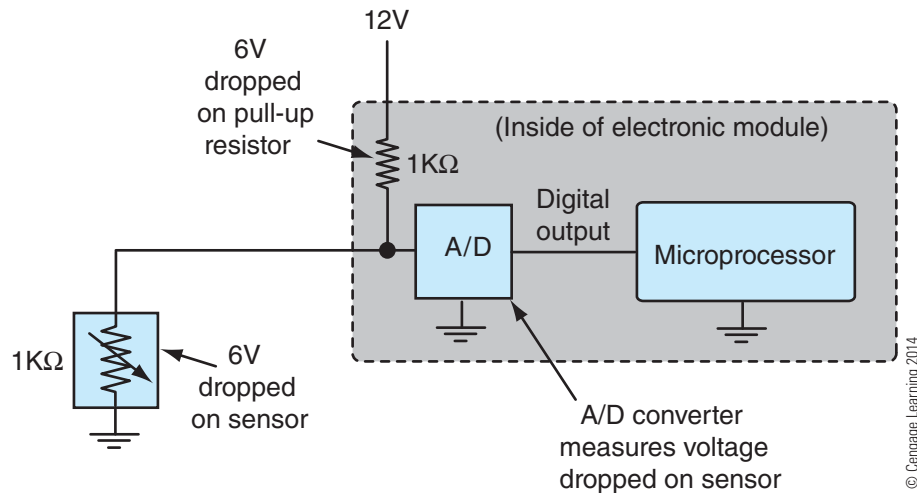 12V
6V
dropped
on pull-up
resistor
(Inside of electronic module)
1KΩ
Digital
output
A/D
Microprocessor
1KΩ
6V
dropped
on sensor
A/D converter
measures voltage
dropped on sensor
© Cengage Learning 2014